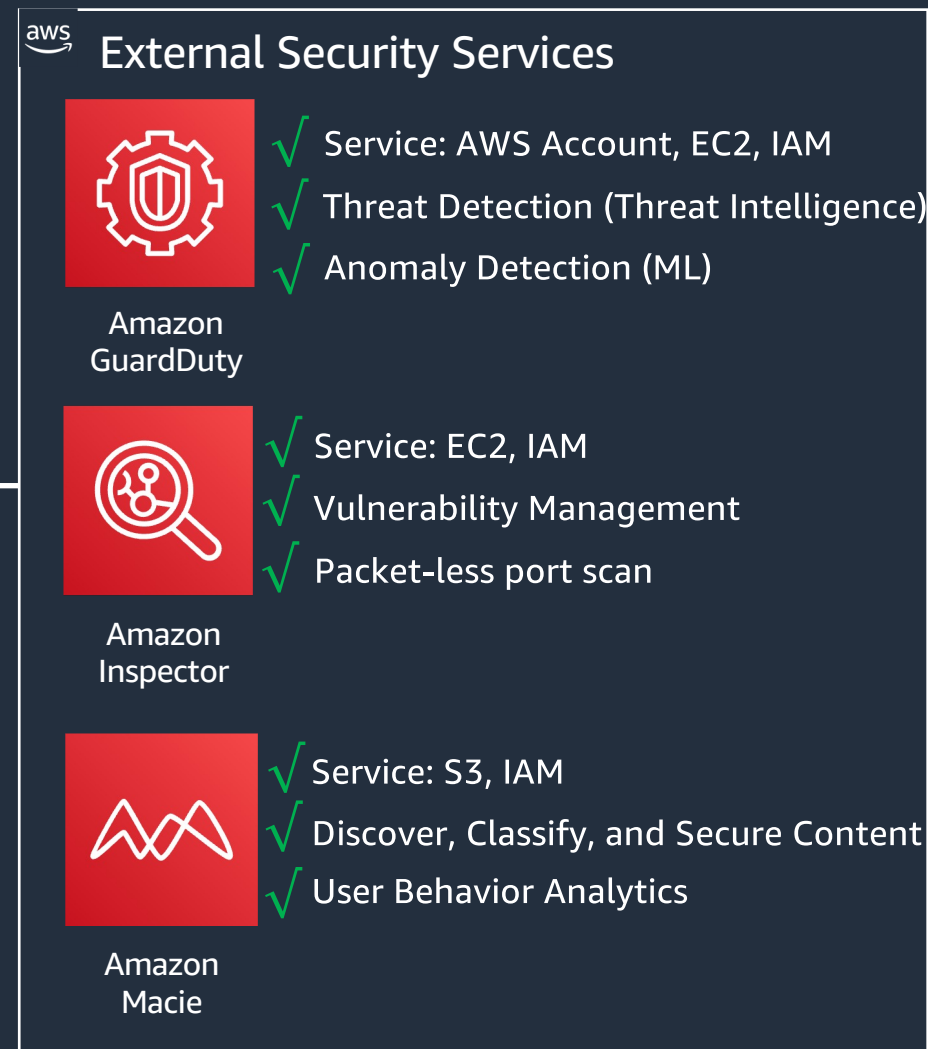 aws
External Security Services
√ Service: AWS Account, EC2, IAM
√ Threat Detection (Threat Intelligence)
√ Anomaly Detection (ML)
Amazon
GuardDuty
√ Service: EC2, IAM
√ Vulnerability Management
√ Packet-less port scan
Amazon
Inspector
√ Service: S3, IAM
√ Discover, Classify, and Secure Content
√ User Behavior Analytics
Amazon
Macie